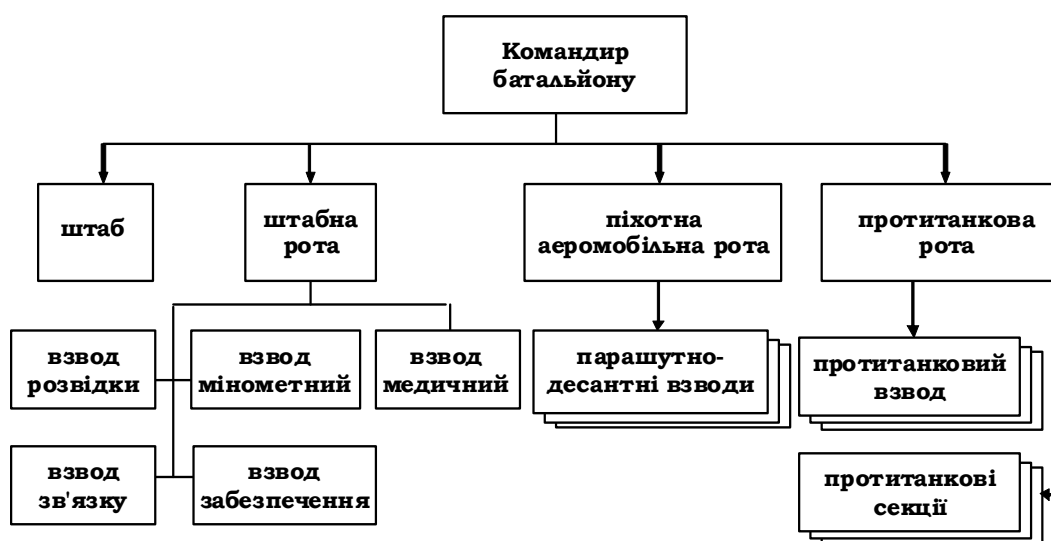 Командир
батальйону
штаб
штабна
рота
піхотна
аеромобільна рота
протитанкова
рота
взвод
розвідки
взвод
мінометний
взвод
медичний
парашутно-
десантні взводи
протитанковий
взвод
взвод
зв'язку
взвод
забезпечення
протитанкові
секції